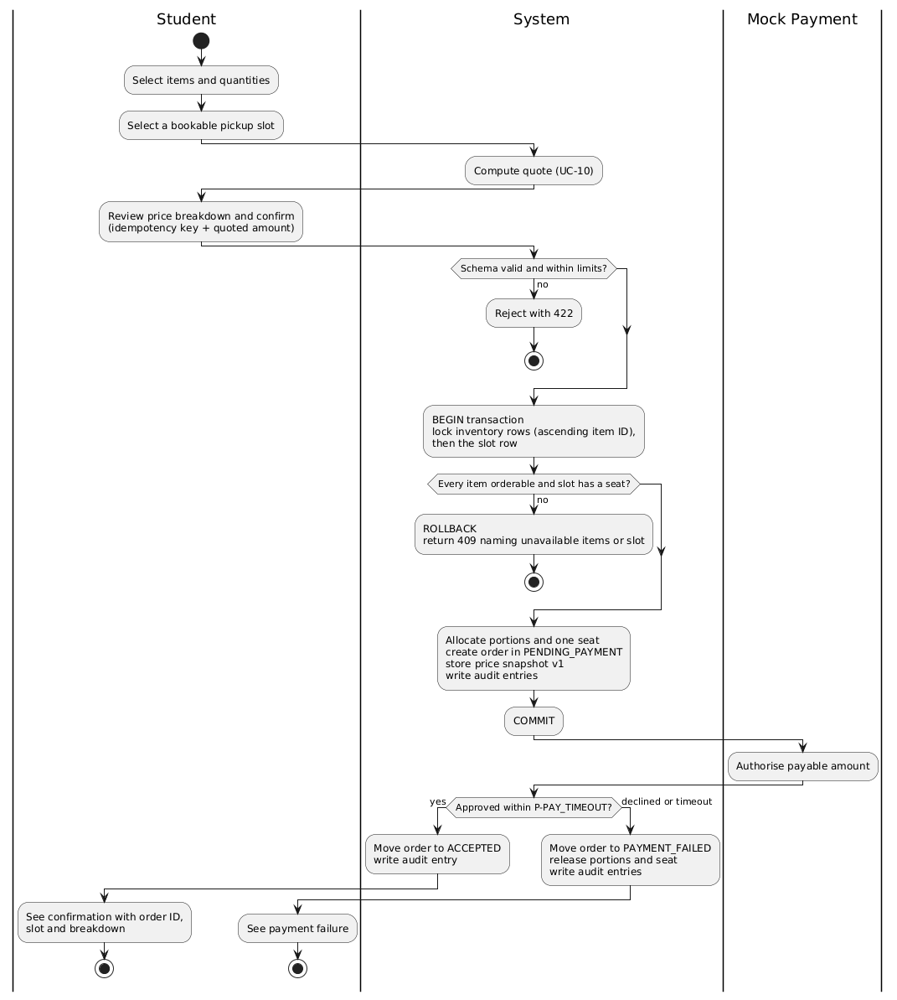 Student
System
Mock Payment
Select items and quantities
Select a bookable pickup slot
Compute quote (UC-10)
Review price breakdown and confirm
(idempotency key + quoted amount)
Schema valid and within limits?
no
Reject with 422
BEGIN transaction
lock inventory rows (ascending item ID),
then the slot row
Every item orderable and slot has a seat?
no
ROLLBACK
return 409 naming unavailable items or slot
Allocate portions and one seat
create order in PENDING_PAYMENT
store price snapshot v1
write audit entries
COMMIT
Authorise payable amount
yes
Approved within P-PAY_TIMEOUT?
declined or timeout
Move order to ACCEPTED
write audit entry
Move order to PAYMENT_FAILED
release portions and seat
write audit entries
See confirmation with order ID,
slot and breakdown
See payment failure